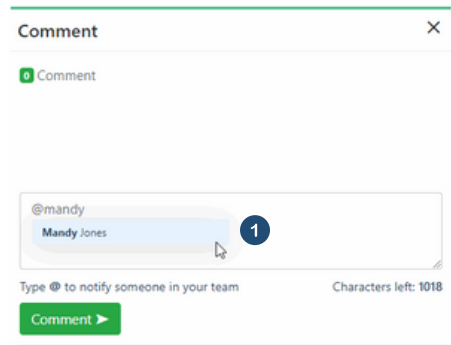 Comment ×
0 Comment
@mandy
Mandy Jones
1
Type @ to notify someone in your team Characters left: 1018
Comment ➤